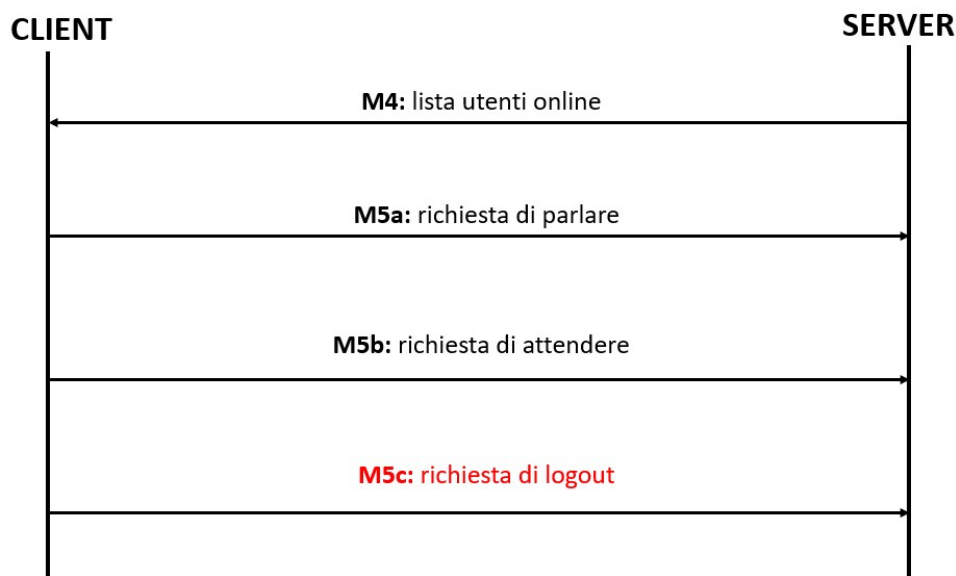 CLIENT
SERVER
M4: lista utenti online
M5a: richiesta di parlare
M5b: richiesta di attendere
M5c: richiesta di logout